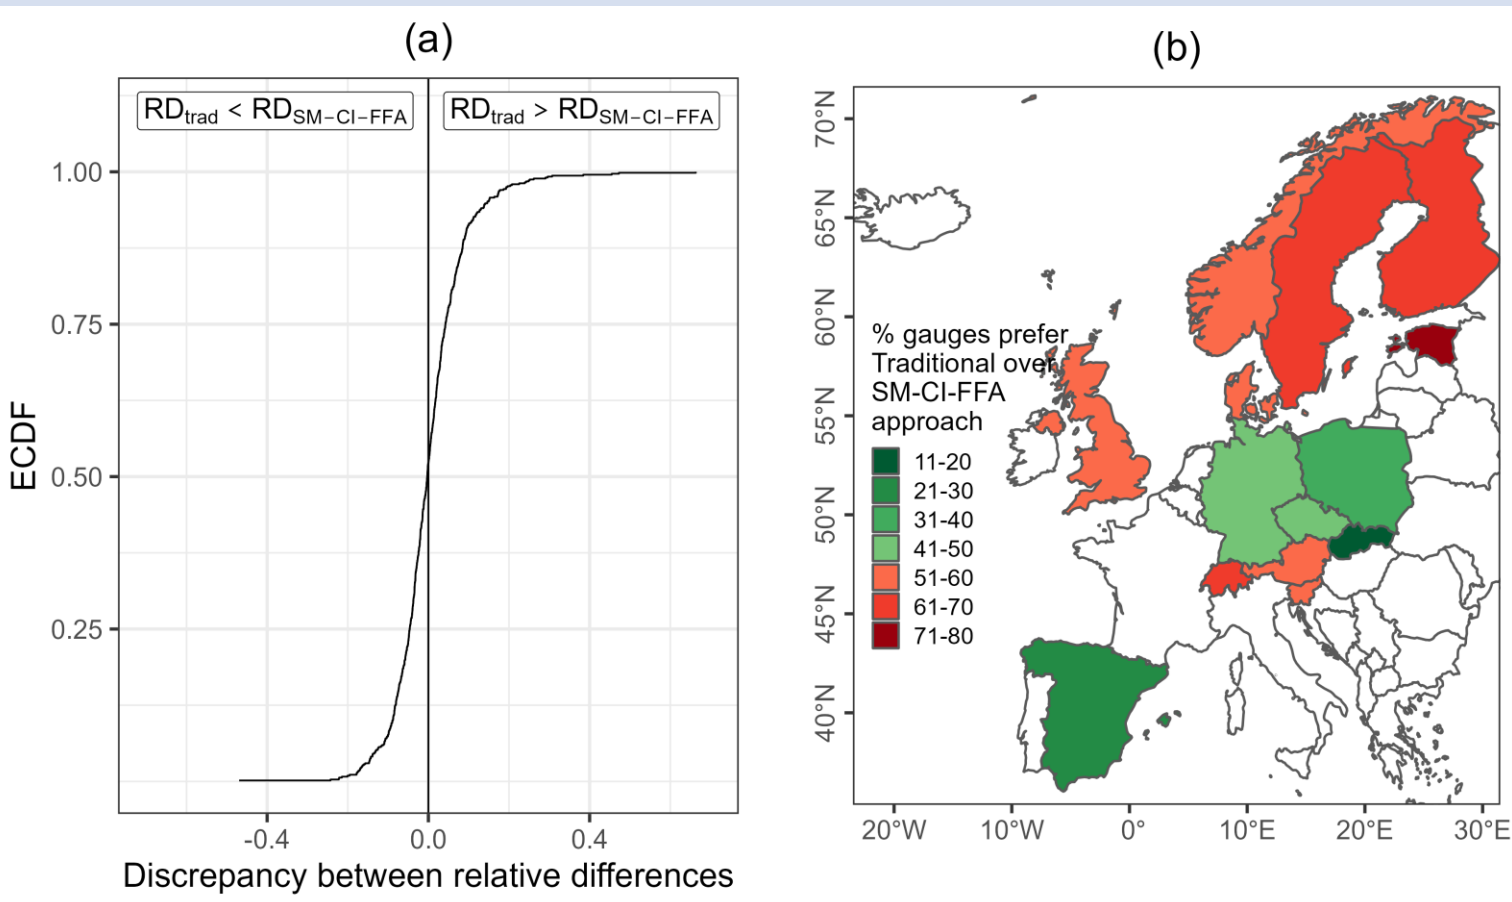 (a)
RDtrad < RDSM−CI−FFA
RDtrad > RDSM−CI−FFA
1.00
0.75
0.50
0.25
ECDF
-0.4
0.0
0.4
Discrepancy between relative differences
(b)
70°N
65°N
60°N
55°N
50°N
45°N
40°N
% gauges prefer
Traditional over
SM-CI-FFA
approach
11-20
21-30
31-40
41-50
51-60
61-70
71-80
20°W
10°W
0°
10°E
20°E
30°E